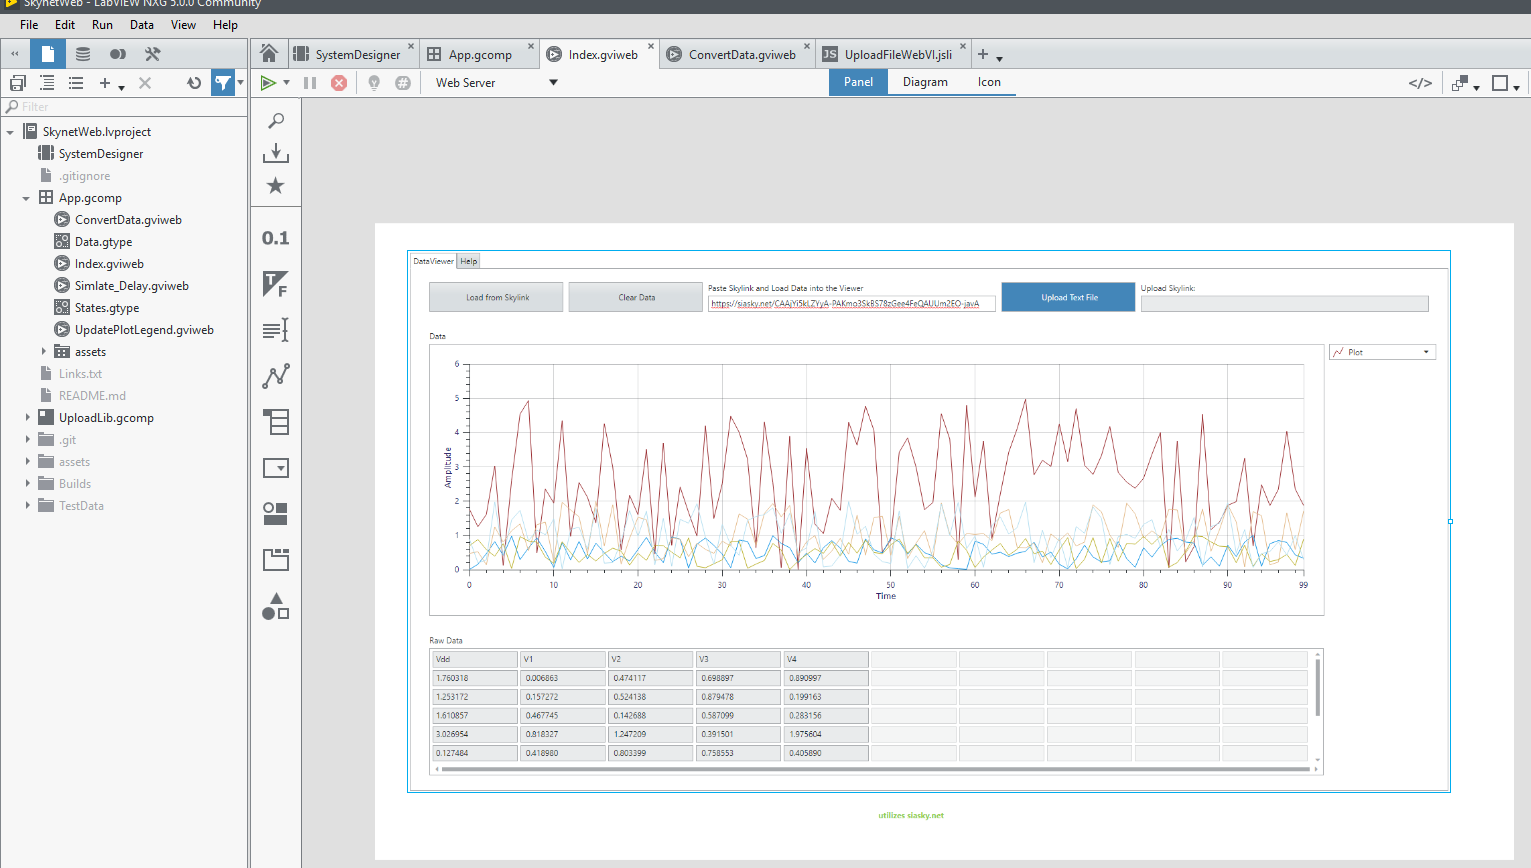 SkynetWeb - LabVIEW NXG 5.0.0 Community
File Edit Run Data View Help
SystemDesigner App.gcomp Index.gviweb ConvertData.gviweb JS UploadFileWebVI.jsli
Web Server Panel Diagram Icon
Filter
SkynetWeb.lvproject
SystemDesigner
.gitignore
App.gcomp
ConvertData.gviweb
Data.gtype
Index.gviweb
Simlate_Delay.gviweb
States.gtype
UpdatePlotLegend.gviweb
assets
Links.txt
README.md
UploadLib.gcomp
.git
assets
Builds
TestData
0.1
T F
DataViewer Help
Load from Skylink Clear Data Paste Skylink and Load Data into the Viewer Upload Text File Upload Skylink:
https://siasky.net/CAAjYi5kLZYyA-PAKmo3SkBS78zGee4FeQAUUm2EO-javA
Data
Plot
6
5
4
3
2
1
0
Amplitude
0 10 20 30 40 50 60 70 80 90 99
Time
Raw Data
Vdd V1 V2 V3 V4
1.760318 0.006863 0.474117 0.698897 0.890997
1.253172 0.157272 0.524138 0.879478 0.199163
1.610857 0.467745 0.142688 0.587099 0.283156
3.026954 0.818327 1.247209 0.391501 1.975604
0.127484 0.418980 0.803399 0.758553 0.405890
utilizes siasky.net